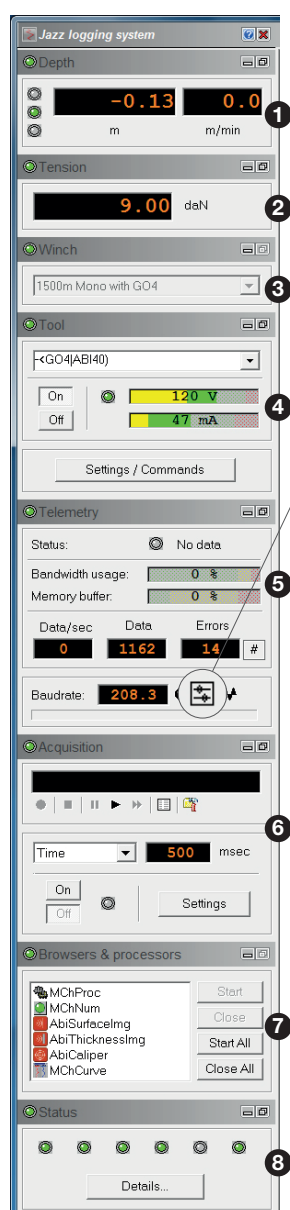 Jazz logging system
Depth
-0.13 0.0
m m/min
1
Tension
9.00 daN
2
Winch
1500m Mono with GO4
3
Tool
-<GO4|ABI40)
On
120 V
Off
47 mA
4
Settings / Commands
Telemetry
Status: No data
Bandwidth usage: 0 %
Memory buffer: 0 %
5
Data/sec Data Errors
0 1162 14 #
Baudrate: 208.3
Acquisition
6
Time 500 msec
On
Off
Settings
Browsers & processors
MChProc
MChNum
AbiSurfaceImg
AbiThicknessImg
AbiCaliper
MChCurve
Start
Close
Start All
Close All
7
Status
8
Details...